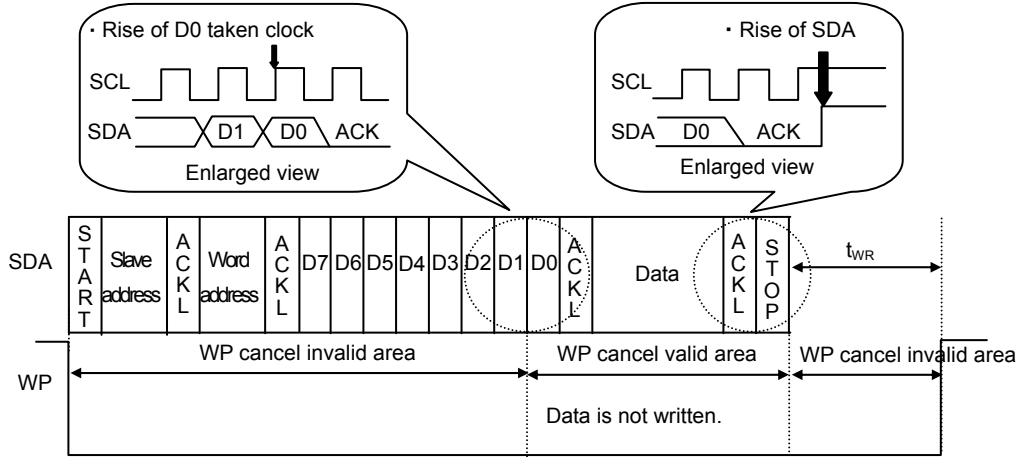 ・Rise of D0 taken clock
SCL
SDA D1 D0 ACK
Enlarged view
・Rise of SDA
SCL
SDA D0 ACK
Enlarged view
SDA
START
Slave address
ACKL
Word address
ACKL
D7 D6 D5 D4 D3 D2 D1 D0
ACKL
Data
ACKL
STOP
tWR
WP
WP cancel invalid area
WP cancel valid area
WP cancel invalid area
Data is not written.